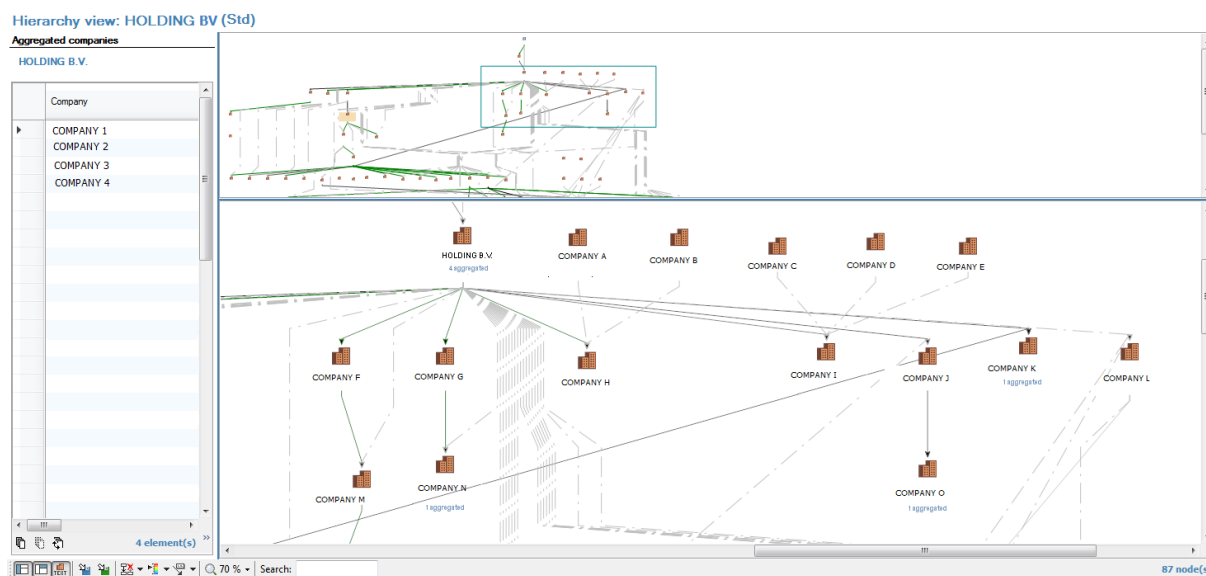 Hierarchy view: HOLDING BV (Std)
Aggregated companies
HOLDING B.V.
Company
COMPANY 1
COMPANY 2
COMPANY 3
COMPANY 4
4 element(s)
HOLDING B.V.
4 aggregated
COMPANY A
COMPANY B
COMPANY C
COMPANY D
COMPANY E
COMPANY F
COMPANY G
COMPANY H
COMPANY I
COMPANY J
COMPANY K
1 aggregated
COMPANY L
COMPANY M
COMPANY N
1 aggregated
COMPANY O
1 aggregated
TEXT
70 %
Search:
87 node(s